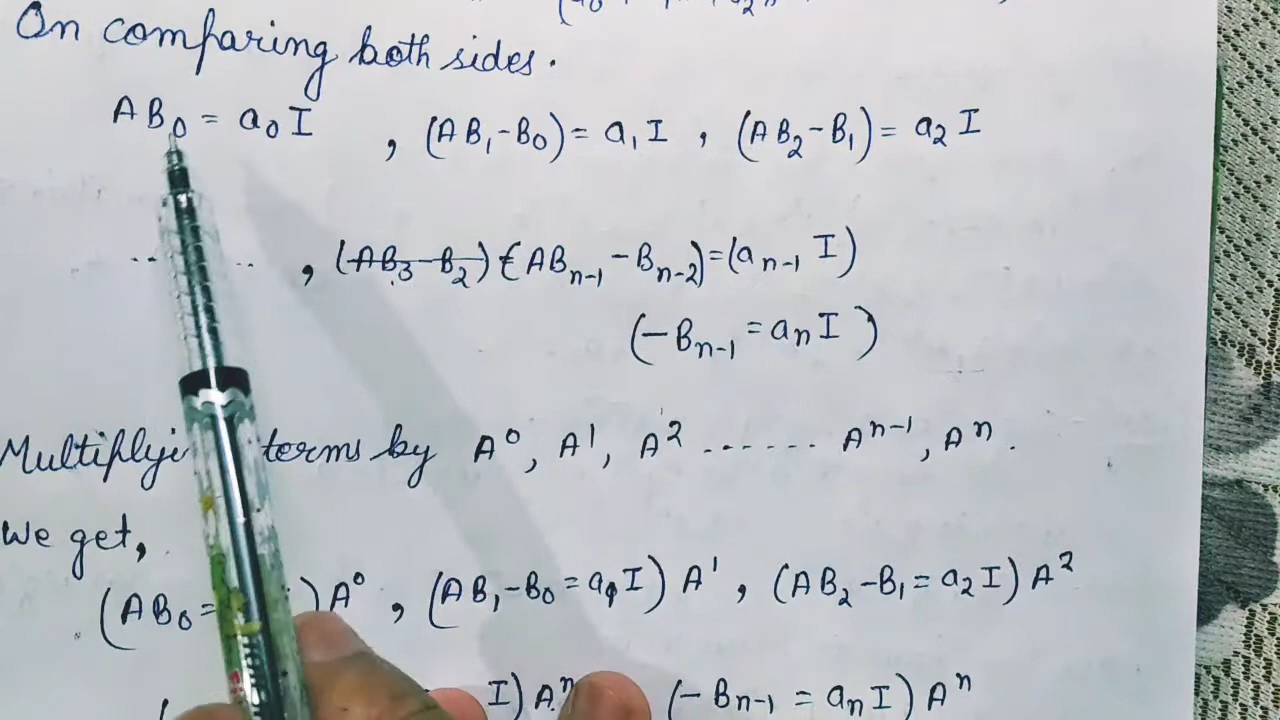 On comparing both sides.
AB₀ = a₀ I , (AB₁-B₀) = a₁ I , (AB₂-B₁) = a₂ I
..... , (AB₃-B₂) (ABₙ₋₁ - Bₙ₋₂) = (aₙ₋₁ I)
(-Bₙ₋₁ = aₙ I)
terms by A⁰, A¹, A² ...... Aⁿ⁻¹, Aⁿ.
We get,
(AB₀ = ) A⁰ , (AB₁-B₀ = a₁ I) A¹ , (AB₂-B₁ = a₂ I) A²
I) Aⁿ (-Bₙ₋₁ = aₙ I) Aⁿ